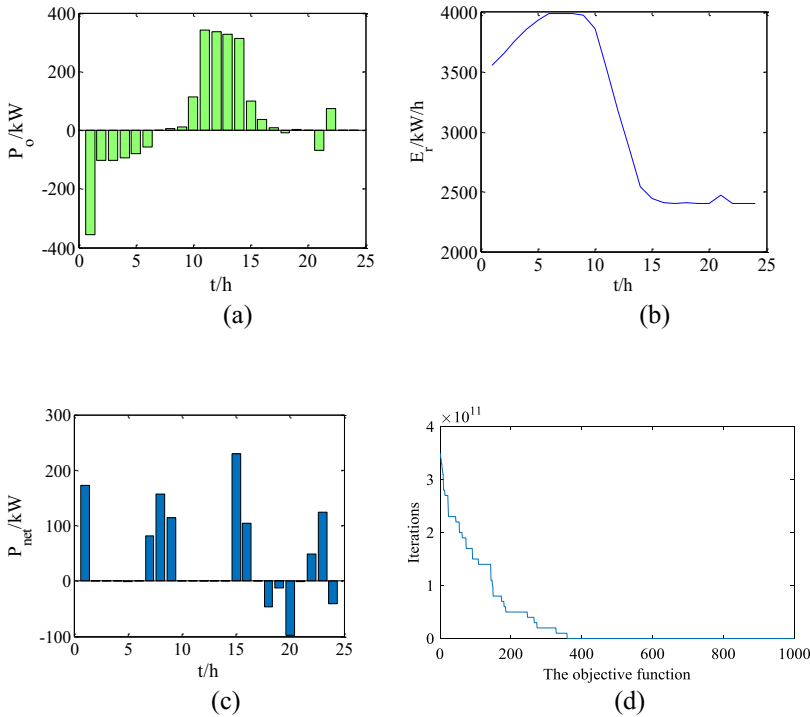 400
200
0
-200
-400
P_o/kW
0 5 10 15 20 25
t/h
(a)
4000
3500
3000
2500
2000
E_r/kW/h
0 5 10 15 20 25
t/h
(b)
300
200
100
0
-100
P_net/kW
0 5 10 15 20 25
t/h
(c)
×10^11
4
3
2
1
0
Iterations
0 200 400 600 800 1000
The objective function
(d)